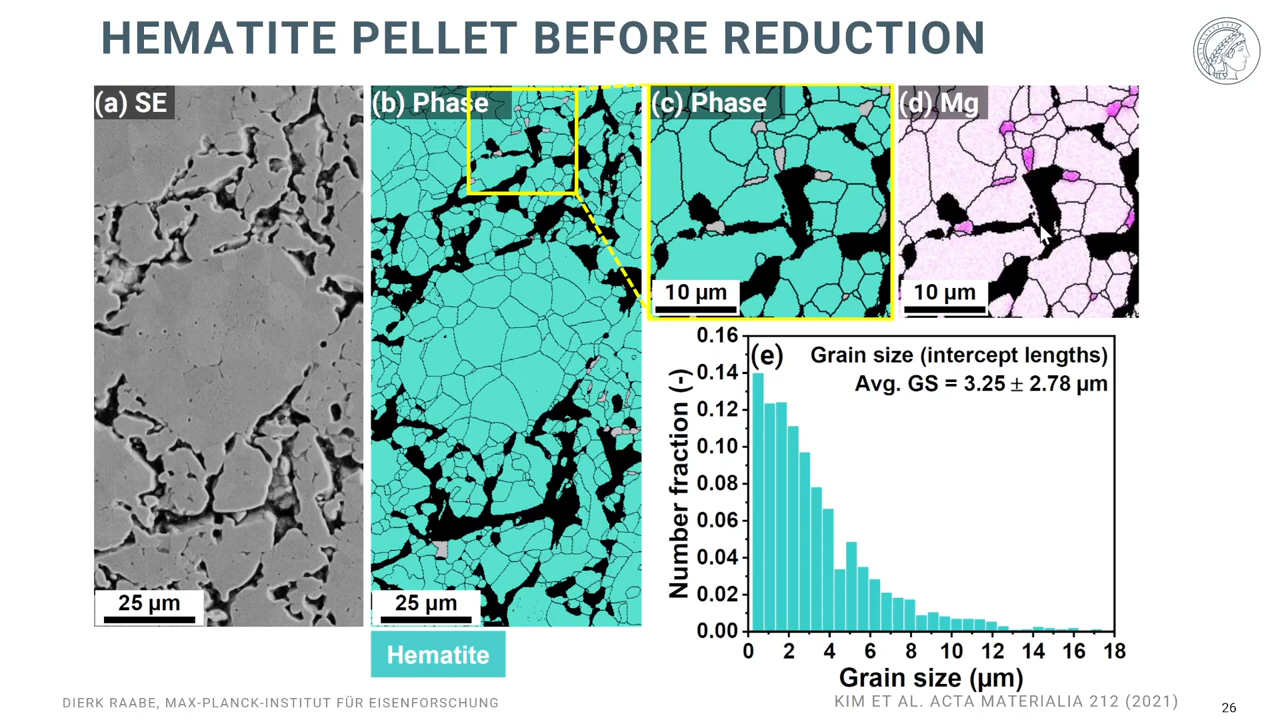 HEMATITE PELLET BEFORE REDUCTION
(a) SE
(b) Phase
(c) Phase
(d) Mg
10 µm
10 µm
25 µm
25 µm
Hematite
(e)
Grain size (intercept lengths)
Avg. GS = 3.25 ± 2.78 µm
Number fraction (-)
0.16
0.14
0.12
0.10
0.08
0.06
0.04
0.02
0.00
0 2 4 6 8 10 12 14 16 18
Grain size (µm)
DIERK RAABE, MAX-PLANCK-INSTITUT FÜR EISENFORSCHUNG
KIM ET AL. ACTA MATERIALIA 212 (2021)
26